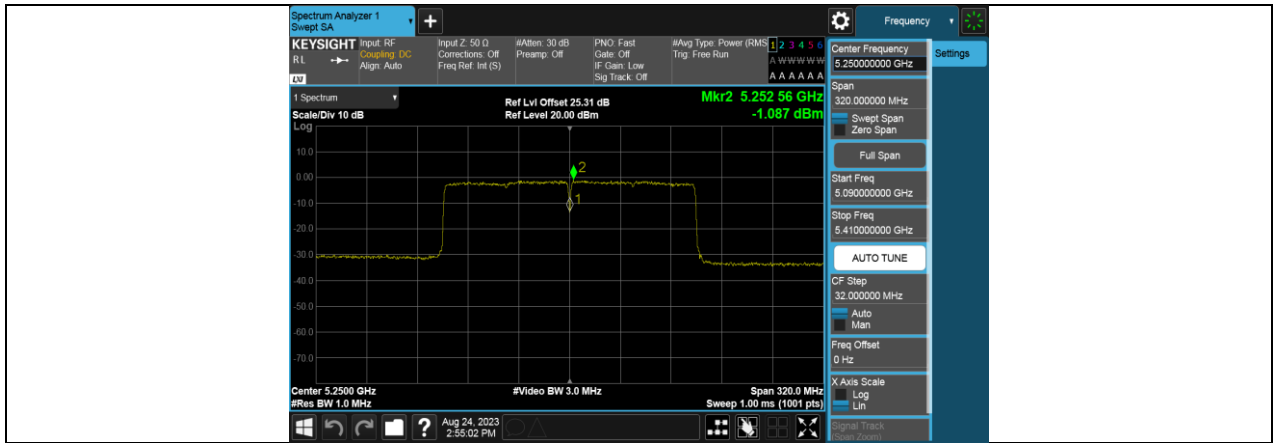 Spectrum Analyzer 1
Swept SA
+
Frequency
KEYSIGHT
RL
LXI
Input: RF
Coupling: DC
Align: Auto
Input Z: 50 Ω
Corrections: Off
Freq Ref: Int (S)
#Atten: 30 dB
Preamp: Off
PNO: Fast
Gate: Off
IF Gain: Low
Sig Track: Off
#Avg Type: Power (RMS
Trig: Free Run
1 2 3 4 5 6
A W W W W W
A A A A A A
Center Frequency
5.250000000 GHz
Settings
Span
320.000000 MHz
Swept Span
Zero Span
Full Span
Start Freq
5.090000000 GHz
Stop Freq
5.410000000 GHz
AUTO TUNE
CF Step
32.000000 MHz
Auto
Man
Freq Offset
0 Hz
X Axis Scale
Log
Lin
Signal Track
(Span Zoom)
1 Spectrum
Scale/Div 10 dB
Ref Lvl Offset 25.31 dB
Ref Level 20.00 dBm
Mkr2 5.252 56 GHz
-1.087 dBm
Log
10.0
0.00
-10.0
-20.0
-30.0
-40.0
-50.0
-60.0
-70.0
2
1
Center 5.2500 GHz
#Res BW 1.0 MHz
#Video BW 3.0 MHz
Span 320.0 MHz
Sweep 1.00 ms (1001 pts)
?
Aug 24, 2023
2:55:02 PM